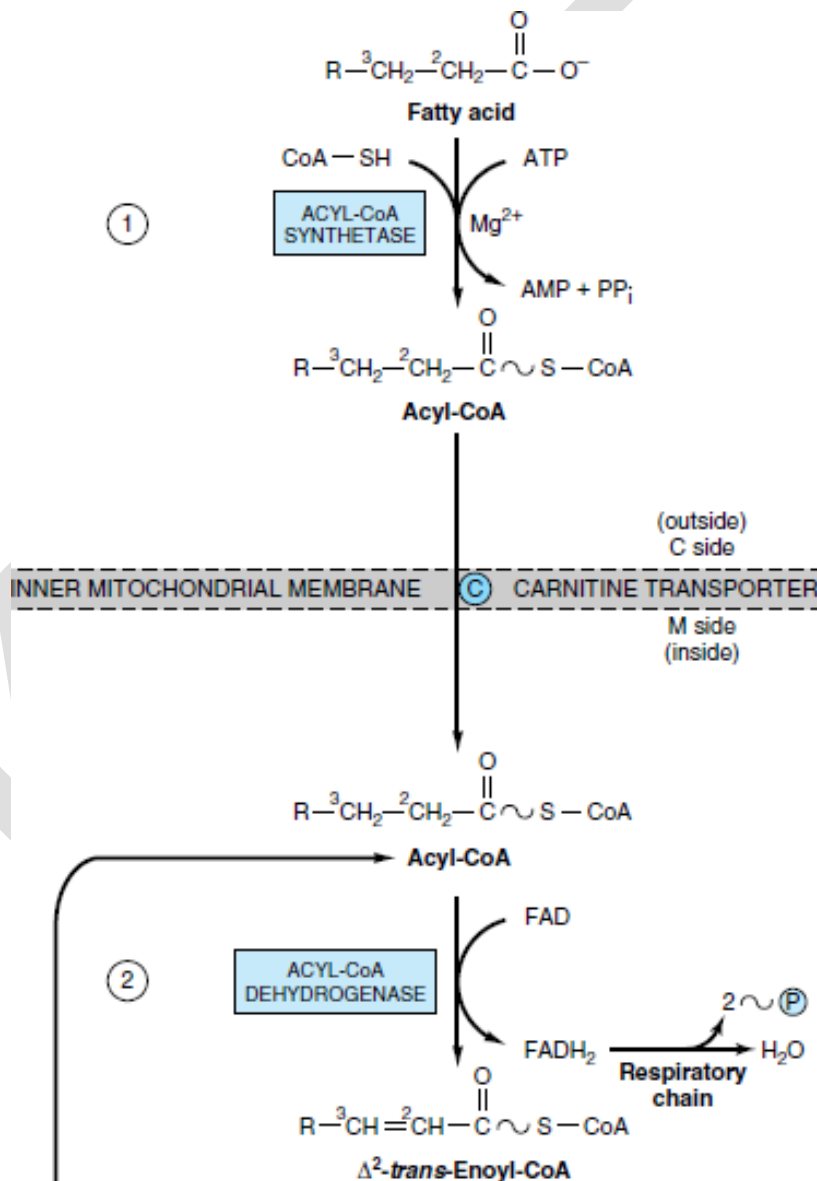 O
R—³CH₂—²CH₂—C—O⁻
Fatty acid
CoA—SH
ATP
1
ACYL-CoA
SYNTHETASE
Mg²⁺
AMP + PPi
O
R—³CH₂—²CH₂—C~S—CoA
Acyl-CoA
(outside)
C side
INNER MITOCHONDRIAL MEMBRANE C CARNITINE TRANSPORTER
M side
(inside)
O
R—³CH₂—²CH₂—C~S—CoA
Acyl-CoA
FAD
2
ACYL-CoA
DEHYDROGENASE
2~P
FADH₂
H₂O
Respiratory
chain
O
R—³CH=²CH—C~S—CoA
Δ²-trans-Enoyl-CoA